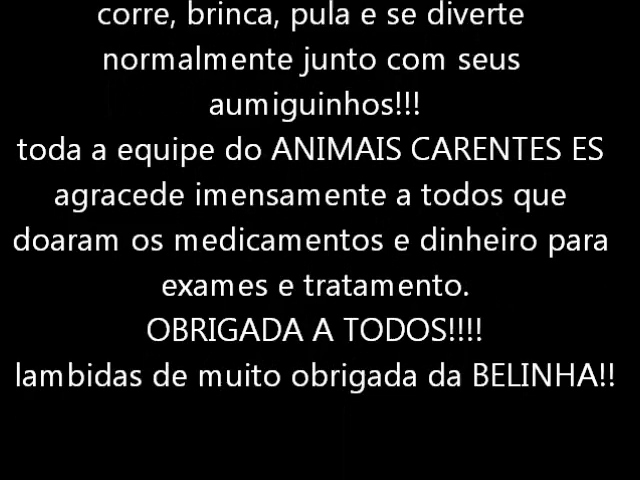 corre, brinca, pula e se diverte
normalmente junto com seus
aumiguinhos!!!
toda a equipe do ANIMAIS CARENTES ES
agracede imensamente a todos que
doaram os medicamentos e dinheiro para
exames e tratamento.
OBRIGADA A TODOS!!!!
lambidas de muito obrigada da BELINHA!!